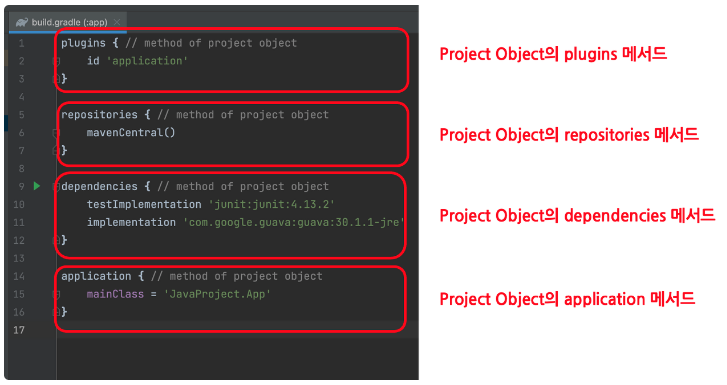 build.gradle (:app)
1 plugins { // method of project object
2 id 'application'
3 }
4
5 repositories { // method of project object
6 mavenCentral()
7 }
8
9 dependencies { // method of project object
10 testImplementation 'junit:junit:4.13.2'
11 implementation 'com.google.guava:guava:30.1.1-jre'
12 }
13
14 application { // method of project object
15 mainClass = 'JavaProject.App'
16 }
17
Project Object의 plugins 메서드
Project Object의 repositories 메서드
Project Object의 dependencies 메서드
Project Object의 application 메서드